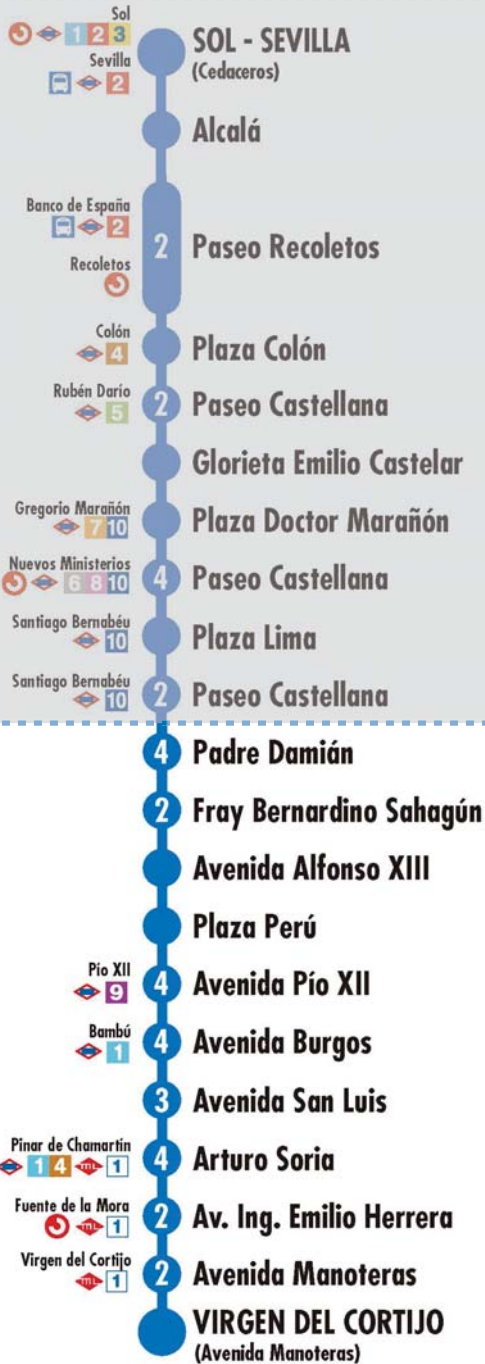 Sol
1 2 3
SOL - SEVILLA
(Cedaceros)
Sevilla
2
Alcalá
Banco de España
2
Recoletos
2
Paseo Recoletos
Colón
4
Plaza Colón
Rubén Darío
5
2
Paseo Castellana
Glorieta Emilio Castelar
Gregorio Marañón
7 10
Plaza Doctor Marañón
Nuevos Ministerios
6 8 10
4
Paseo Castellana
Santiago Bernabéu
10
Plaza Lima
Santiago Bernabéu
10
2
Paseo Castellana
4
Padre Damián
2
Fray Bernardino Sahagún
Avenida Alfonso XIII
Plaza Perú
Pío XII
9
4
Avenida Pío XII
Bambú
1
4
Avenida Burgos
3
Avenida San Luis
Pinar de Chamartín
1 4 ML 1
4
Arturo Soria
Fuente de la Mora
ML 1
2
Av. Ing. Emilio Herrera
Virgen del Cortijo
ML 1
2
Avenida Manoteras
VIRGEN DEL CORTIJO
(Avenida Manoteras)